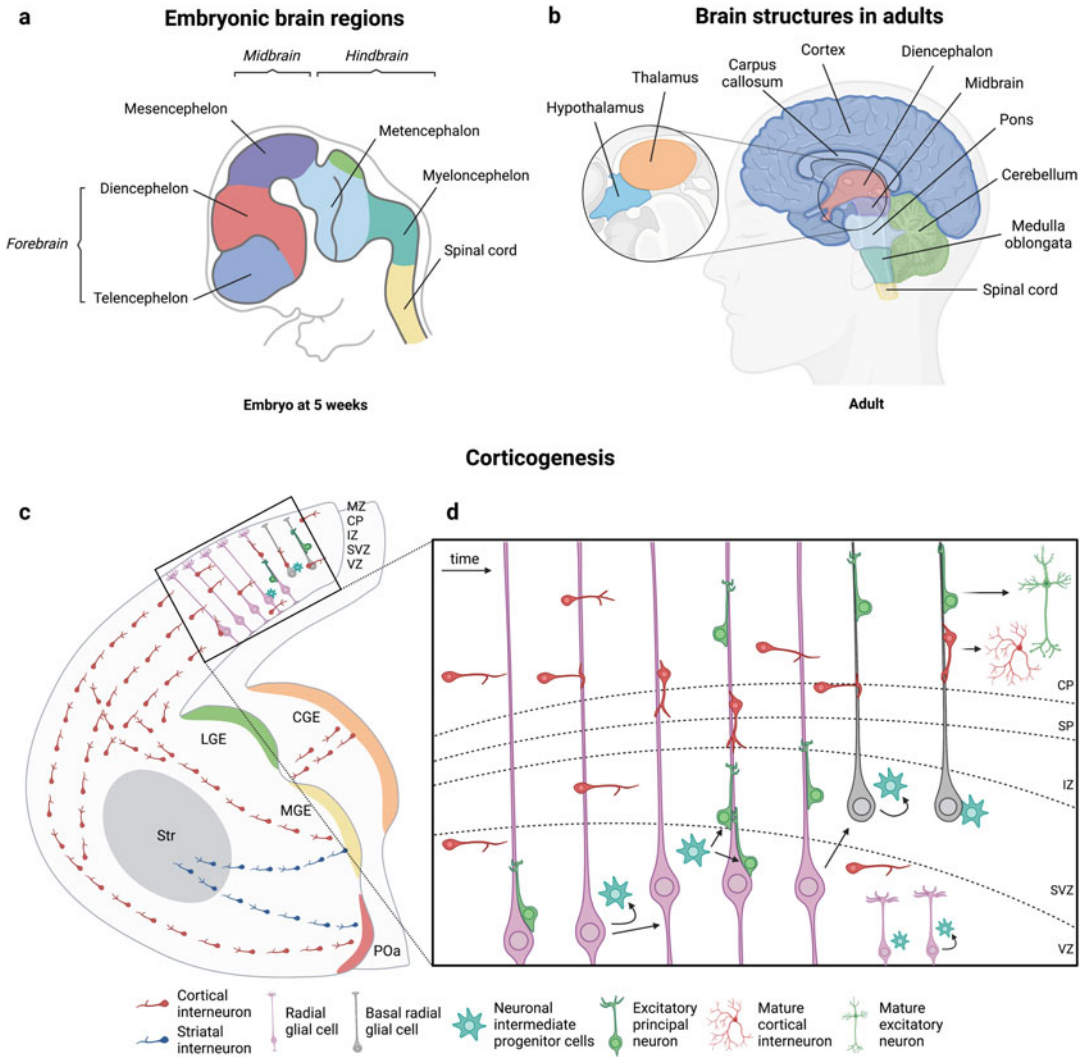 a
Embryonic brain regions
Midbrain
Hindbrain
Mesencephelon
Metencephalon
Diencephelon
Myeloncephelon
Forebrain
Spinal cord
Telencephelon
Embryo at 5 weeks
b
Brain structures in adults
Cortex
Diencephalon
Carpus
callosum
Thalamus
Midbrain
Hypothalamus
Pons
Cerebellum
Medulla
oblongata
Spinal cord
Adult
Corticogenesis
c
MZ
CP
IZ
SVZ
VZ
CGE
LGE
MGE
Str
POa
d
time
CP
SP
IZ
SVZ
VZ
Cortical
interneuron
Striatal
interneuron
Radial
glial cell
Basal radial
glial cell
Neuronal
intermediate
progenitor cells
Excitatory
principal
neuron
Mature
cortical
interneuron
Mature
excitatory
neuron